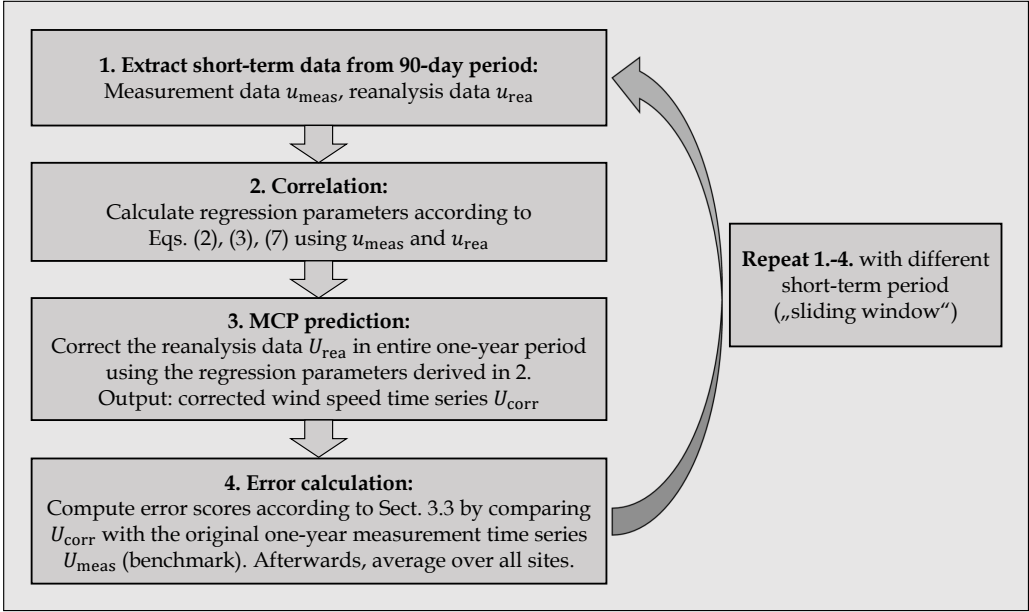 1. Extract short-term data from 90-day period:
Measurement data u_meas, reanalysis data u_rea
2. Correlation:
Calculate regression parameters according to
Eqs. (2), (3), (7) using u_meas and u_rea
3. MCP prediction:
Correct the reanalysis data U_rea in entire one-year period
using the regression parameters derived in 2.
Output: corrected wind speed time series U_corr
4. Error calculation:
Compute error scores according to Sect. 3.3 by comparing
U_corr with the original one-year measurement time series
U_meas (benchmark). Afterwards, average over all sites.
Repeat 1.-4. with different
short-term period
(„sliding window“)